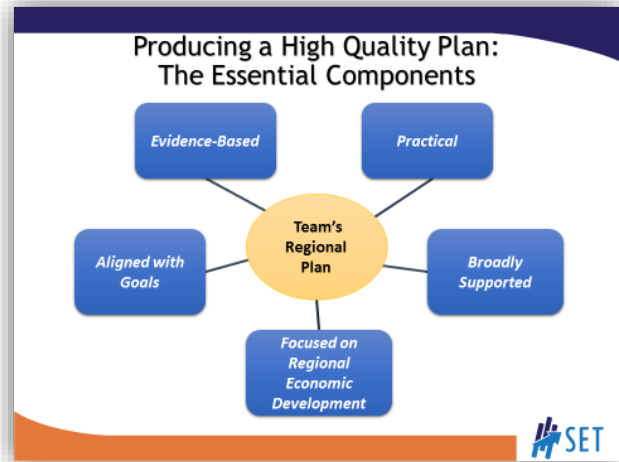 Producing a High Quality Plan:
The Essential Components
Evidence-Based
Practical
Team's
Regional
Plan
Aligned with
Goals
Broadly
Supported
Focused on
Regional
Economic
Development
SET